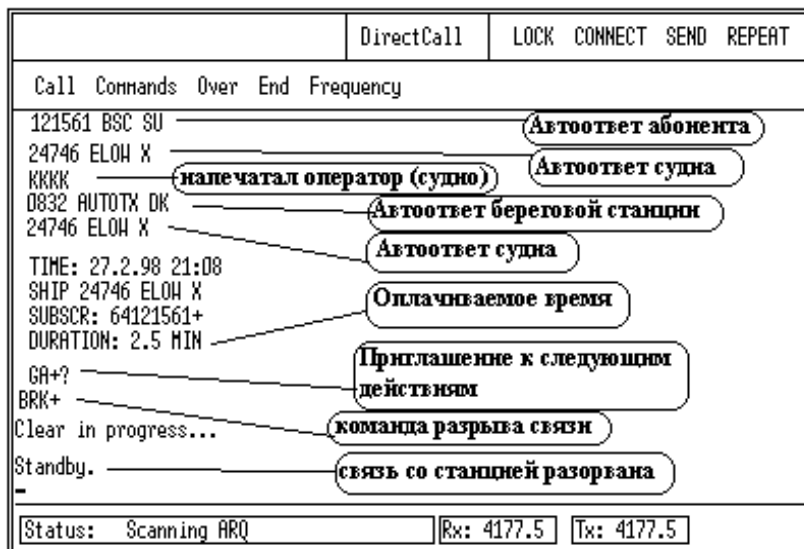 DirectCall LOCK CONNECT SEND REPEAT
Call Commands Over End Frequency
121561 BSC SU
Автоответ абонента
24746 ELOW X
Автоответ судна
KKKK
напечатал оператор (судно)
0832 AUTOTX DK
Автоответ береговой станции
24746 ELOW X
Автоответ судна
TIME: 27.2.98 21:08
SHIP 24746 ELOW X
Оплачиваемое время
SUBSCR: 64121561+
DURATION: 2.5 MIN
Приглашение к следующим
GA+?
действиям
BRK+
Clear in progress...
команда разрыва связи
Standby.
связь со станцией разорвана
Status: Scanning ARQ Rx: 4177.5 Tx: 4177.5